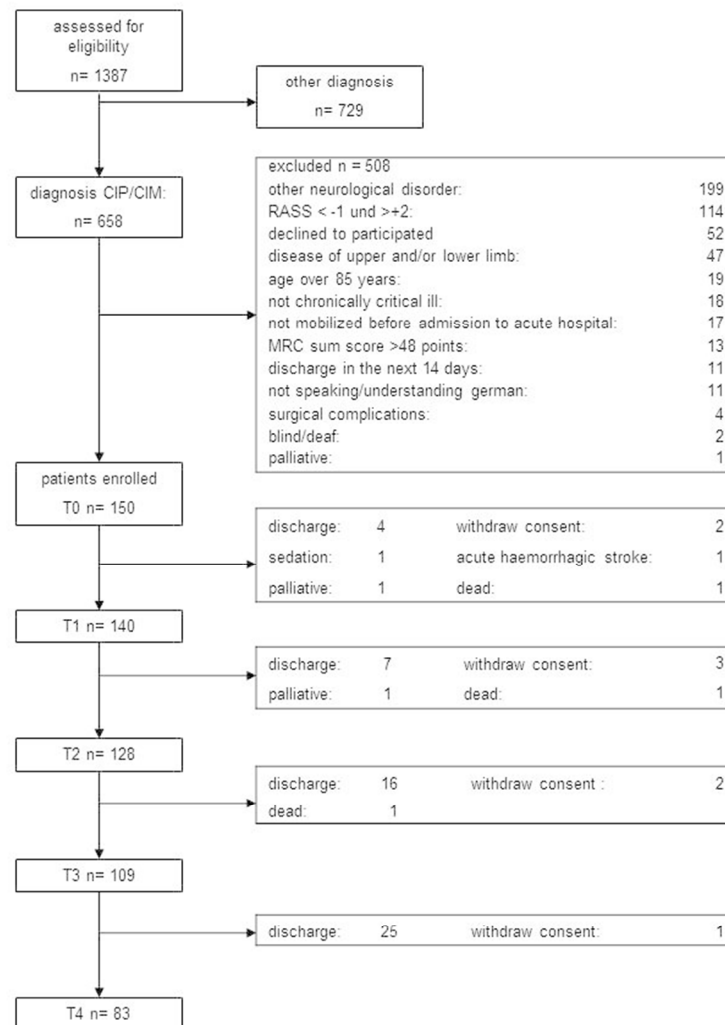 assessed for
eligibility
n= 1387
other diagnosis
n= 729
diagnosis CIP/CIM:
n= 658
excluded n = 508
other neurological disorder: 199
RASS < -1 und >+2: 114
declined to participated 52
disease of upper and/or lower limb: 47
age over 85 years: 19
not chronically critical ill: 18
not mobilized before admission to acute hospital: 17
MRC sum score >48 points: 13
discharge in the next 14 days: 11
not speaking/understanding german: 11
surgical complications: 4
blind/deaf: 2
palliative: 1
patients enrolled
T0 n= 150
discharge: 4 withdraw consent: 2
sedation: 1 acute haemorrhagic stroke: 1
palliative: 1 dead: 1
T1 n= 140
discharge: 7 withdraw consent: 3
palliative: 1 dead: 1
T2 n= 128
discharge: 16 withdraw consent : 2
dead: 1
T3 n= 109
discharge: 25 withdraw consent: 1
T4 n= 83